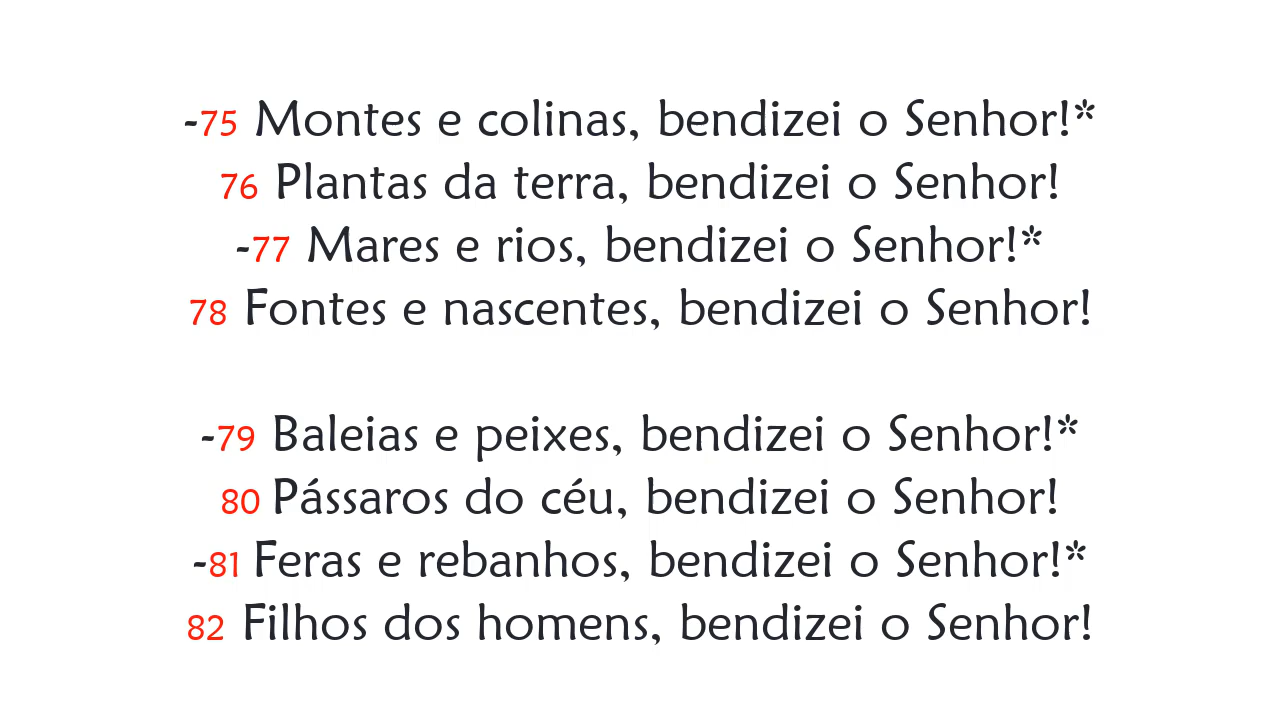 -75 Montes e colinas, bendizei o Senhor!*
76 Plantas da terra, bendizei o Senhor!
-77 Mares e rios, bendizei o Senhor!*
78 Fontes e nascentes, bendizei o Senhor!
-79 Baleias e peixes, bendizei o Senhor!*
80 Pássaros do céu, bendizei o Senhor!
-81 Feras e rebanhos, bendizei o Senhor!*
82 Filhos dos homens, bendizei o Senhor!